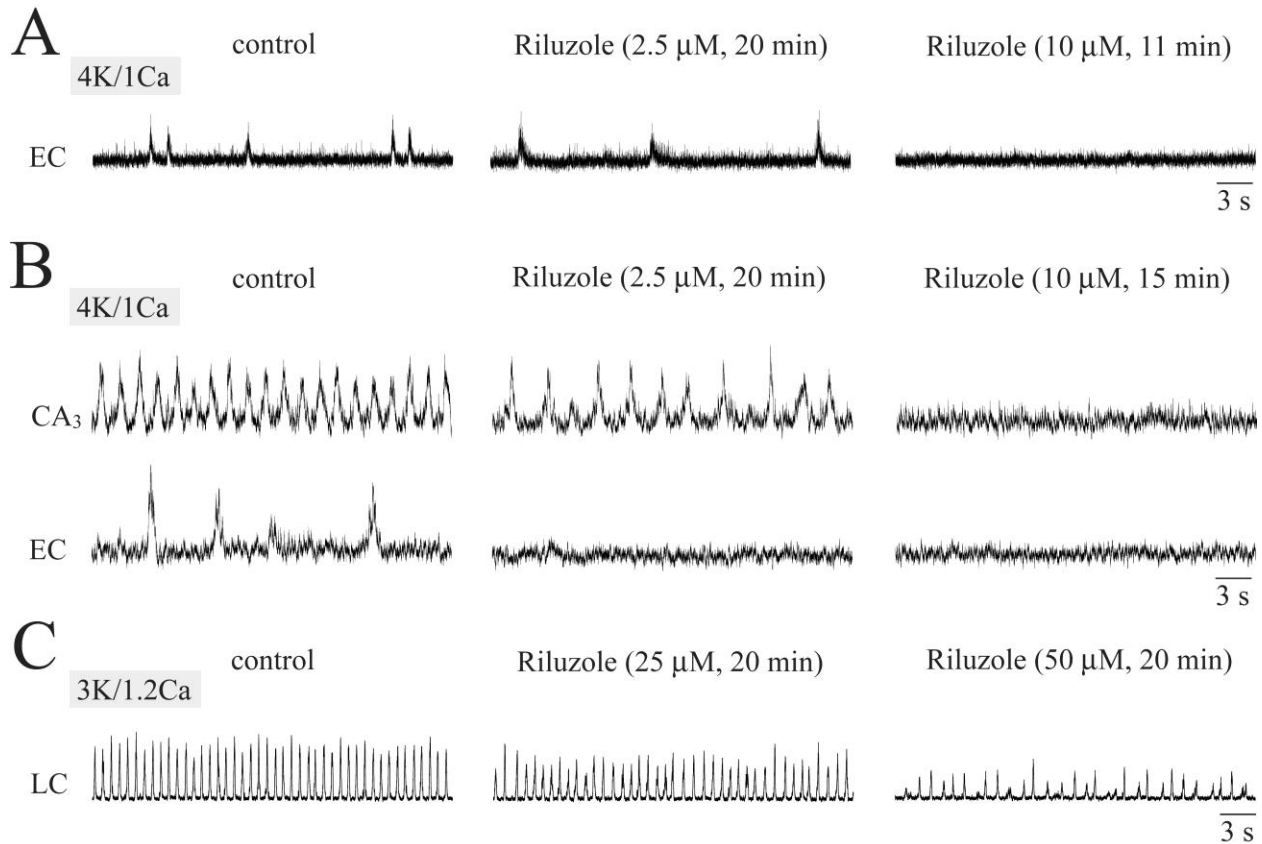 A
control
Riluzole (2.5 μM, 20 min)
Riluzole (10 μM, 11 min)
4K/1Ca
EC
3 s
B
control
Riluzole (2.5 μM, 20 min)
Riluzole (10 μM, 15 min)
4K/1Ca
CA3
EC
3 s
C
control
Riluzole (25 μM, 20 min)
Riluzole (50 μM, 20 min)
3K/1.2Ca
LC
3 s